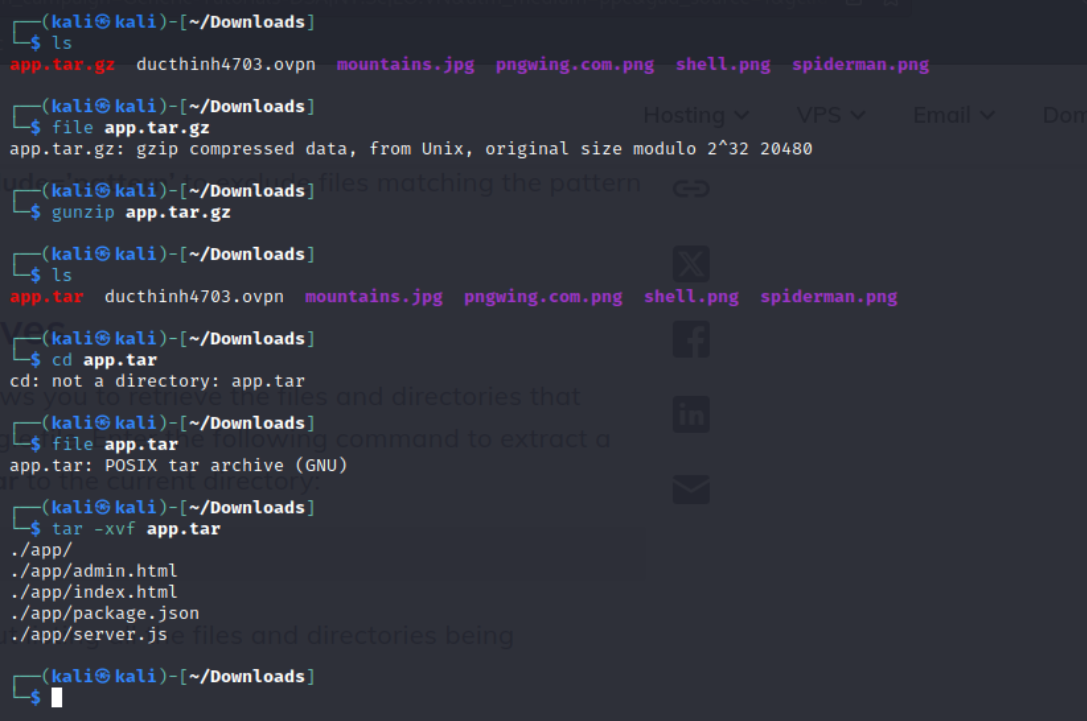 ┌──(kali㉿kali)-[~/Downloads]
└─$ ls
app.tar.gz  ducthinh4703.ovpn  mountains.jpg  pngwing.com.png  shell.png  spiderman.png
┌──(kali㉿kali)-[~/Downloads]
Hosting VPS Email Dom
└─$ file app.tar.gz
app.tar.gz: gzip compressed data, from Unix, original size modulo 2^32 20480
┌──(kali㉿kali)-[~/Downloads]
to exclude files matching the pattern
└─$ gunzip app.tar.gz
┌──(kali㉿kali)-[~/Downloads]
└─$ ls
app.tar  ducthinh4703.ovpn  mountains.jpg  pngwing.com.png  shell.png  spiderman.png
┌──(kali㉿kali)-[~/Downloads]
└─$ cd app.tar
cd: not a directory: app.tar
you to retrieve the files and directories that
┌──(kali㉿kali)-[~/Downloads]
└─$ file app.tar
following command to extract a
app.tar: POSIX tar archive (GNU)
to the current directory:
┌──(kali㉿kali)-[~/Downloads]
└─$ tar -xvf app.tar
./app/
./app/admin.html
./app/index.html
./app/package.json
./app/server.js
files and directories being
┌──(kali㉿kali)-[~/Downloads]
└─$